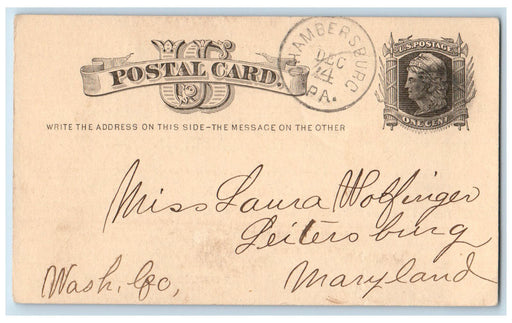 US
POSTAL CARD.
CHAMBERSBURG
DEC
14
PA.
U.S. POSTAGE
ONE CENT
WRITE THE ADDRESS ON THIS SIDE–THE MESSAGE ON THE OTHER
Miss Laura Wolfinger
Leitersburg
Wash, Co, Maryland